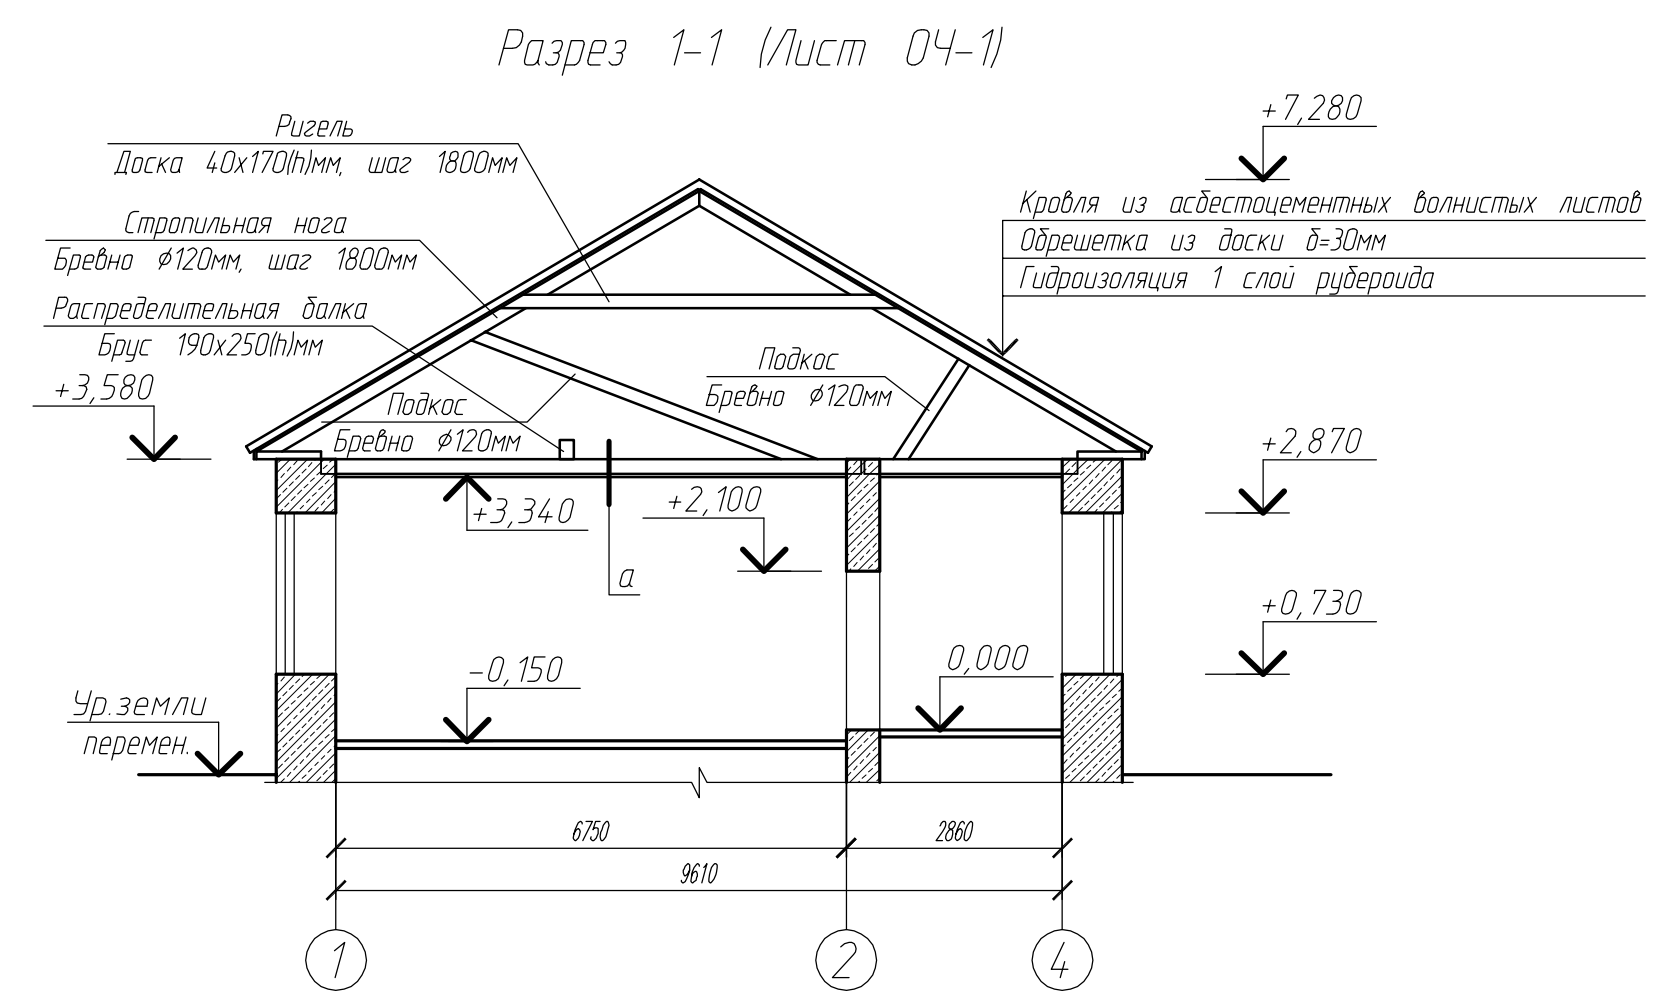 Разрез 1-1 (Лист ОЧ-1)
+7,280
Ригель
Доска 40х170(h)мм, шаг 1800мм
Кровля из асбестоцементных волнистых листов
Обрешетка из доски δ=30мм
Гидроизоляция 1 слой рубероида
Стропильная нога
Бревно ϕ120мм, шаг 1800мм
Распределительная балка
Брус 190х250(h)мм
+3,580
Подкос
Бревно ϕ120мм
Подкос
Бревно ϕ120мм
+2,870
+3,340
+2,100
а
+0,730
-0,150
0,000
Ур.земли
перемен.
6750
2860
9610
1
2
4